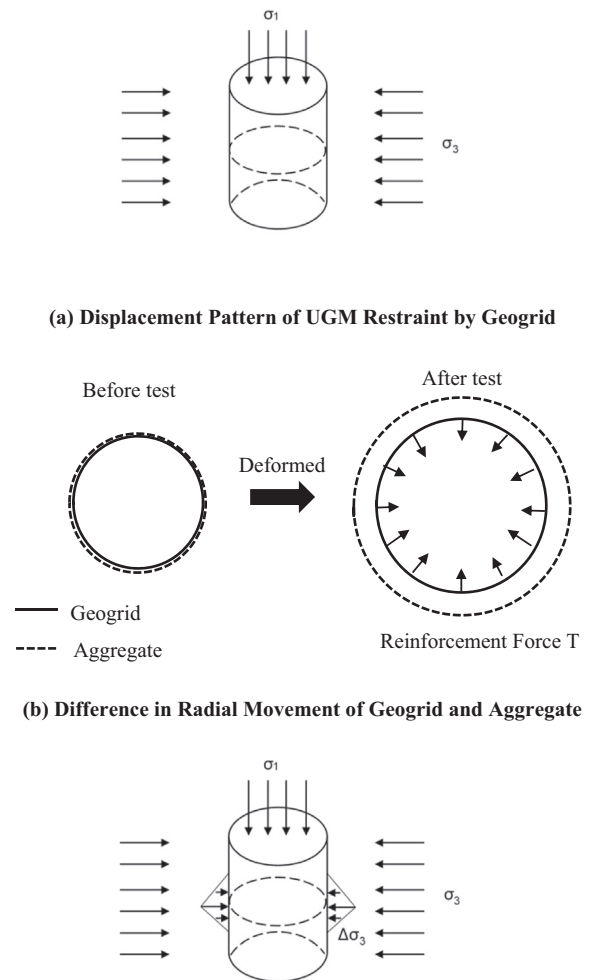 σ1
σ3
(a) Displacement Pattern of UGM Restraint by Geogrid
Before test
After test
Deformed
Geogrid
Aggregate
Reinforcement Force T
(b) Difference in Radial Movement of Geogrid and Aggregate
σ1
σ3
Δσ3